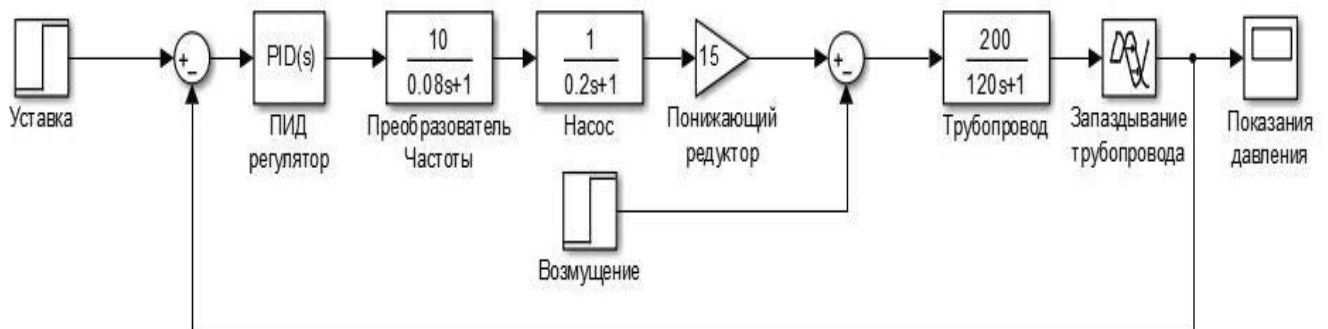 Уставка
+
−
PID(s)
ПИД
регулятор
10
0.08s+1
Преобразователь
Частоты
1
0.2s+1
Насос
15
Понижающий
редуктор
+
−
200
120s+1
Трубопровод
Запаздывание
трубопровода
Показания
давления
Возмущение